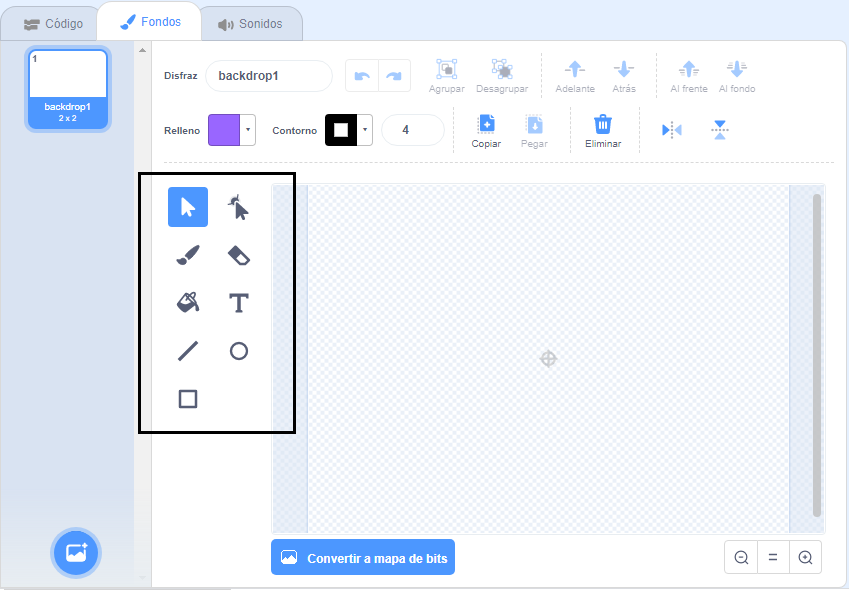 Código
Fondos
Sonidos
1
backdrop1
2 x 2
Disfraz
backdrop1
Agrupar
Desagrupar
Adelante
Atrás
Al frente
Al fondo
Relleno
Contorno
4
Copiar
Pegar
Eliminar
T
Convertir a mapa de bits